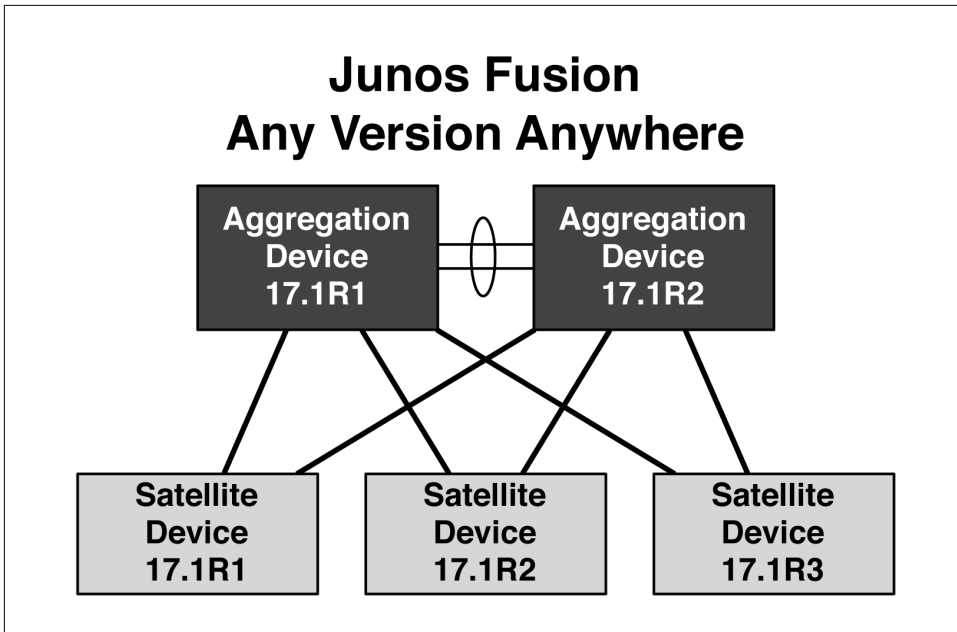 Junos Fusion
Any Version Anywhere
Aggregation
Device
17.1R1
Aggregation
Device
17.1R2
Satellite
Device
17.1R1
Satellite
Device
17.1R2
Satellite
Device
17.1R3